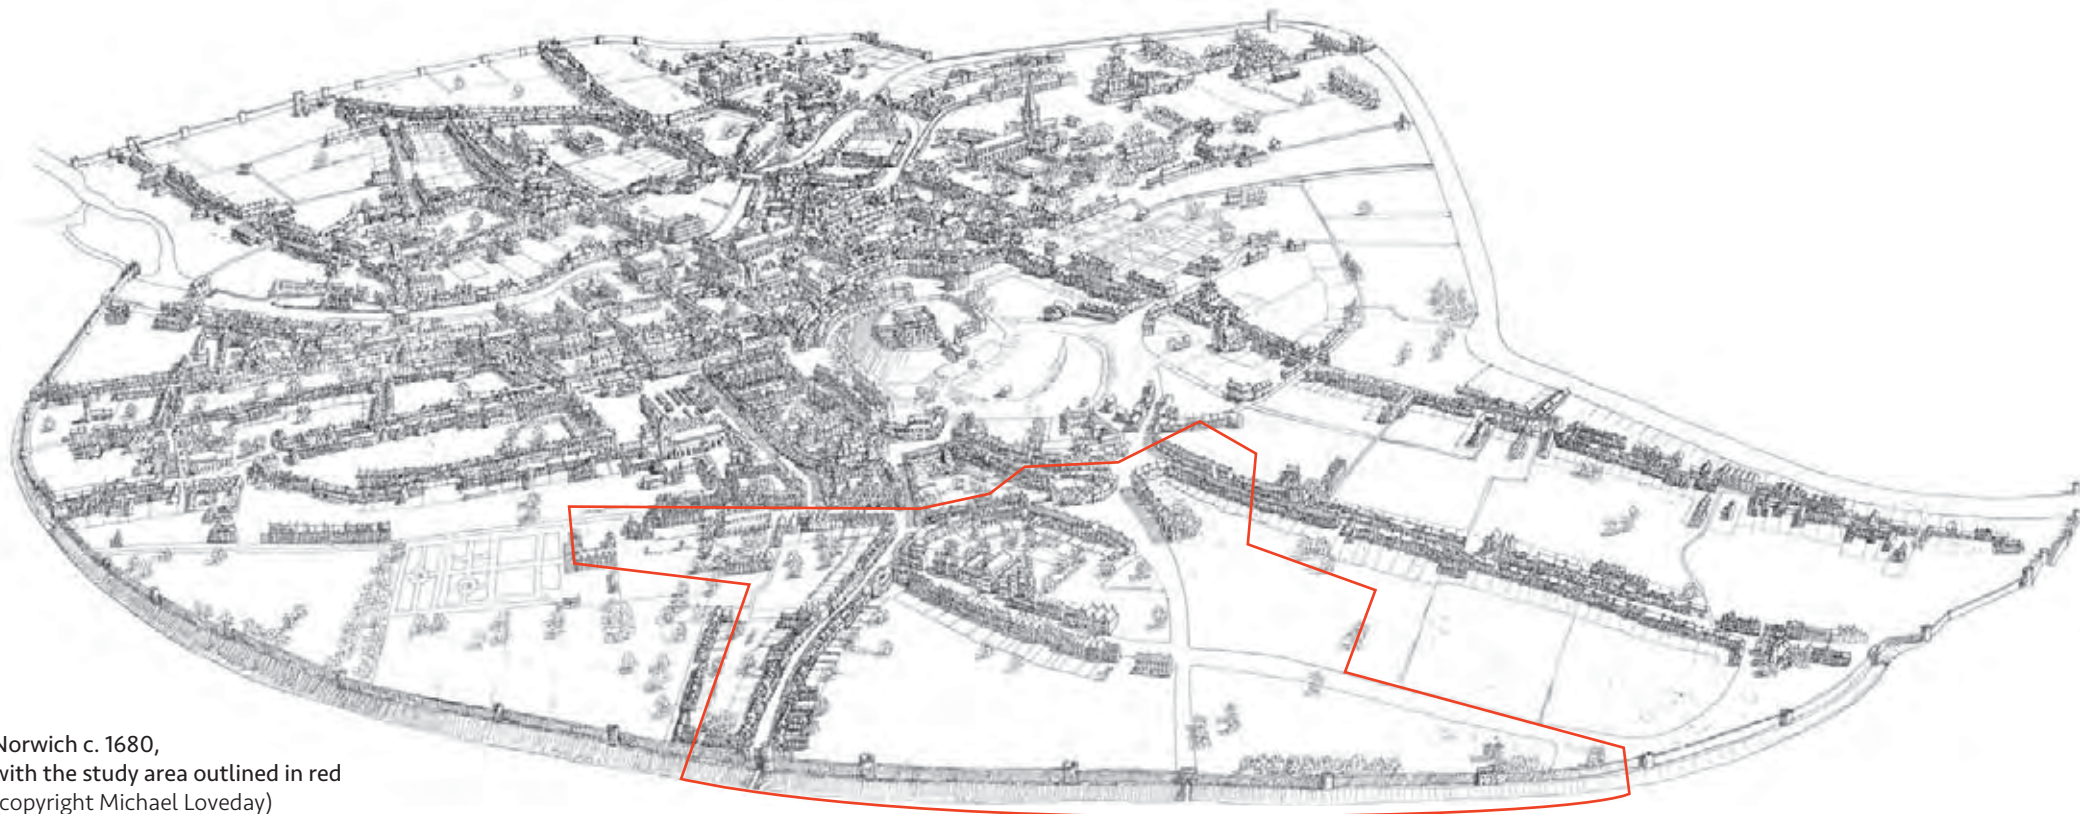 Norwich c. 1680,
with the study area outlined in red
copyright Michael Loveday)